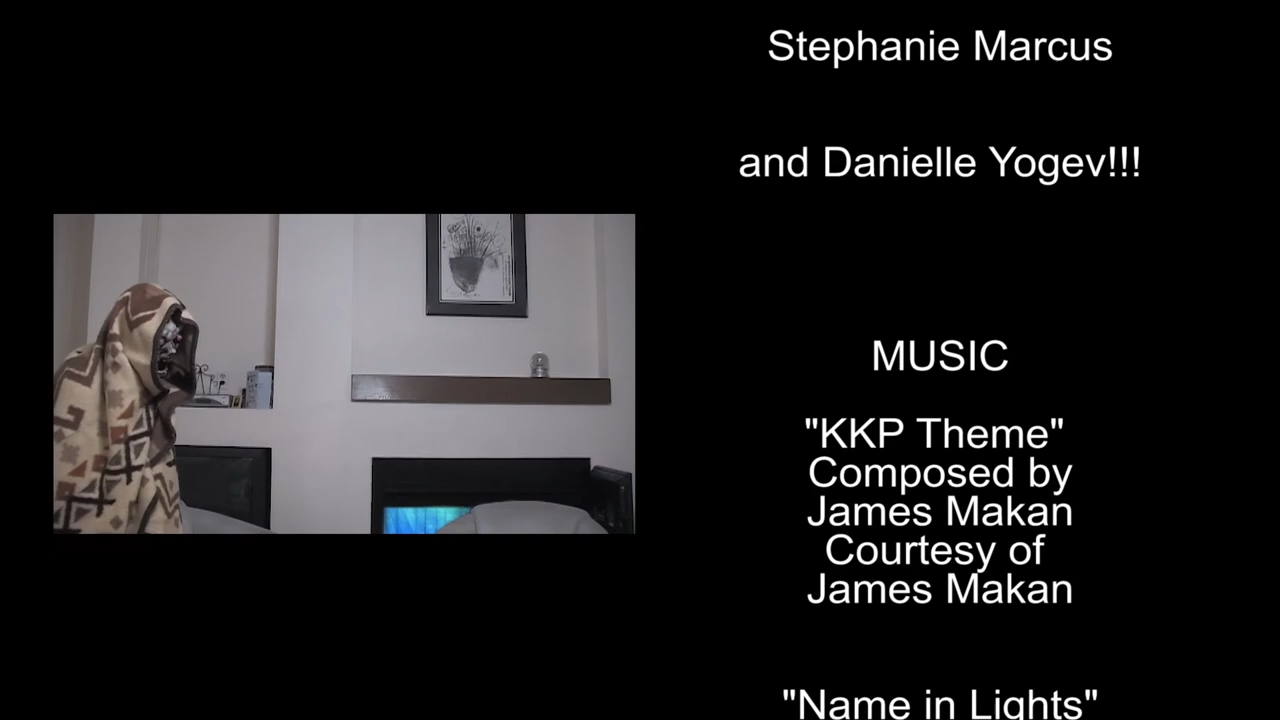 Stephanie Marcus
and Danielle Yogev!!!
MUSIC
"KKP Theme"
Composed by
James Makan
Courtesy of
James Makan
"Name in Lights"